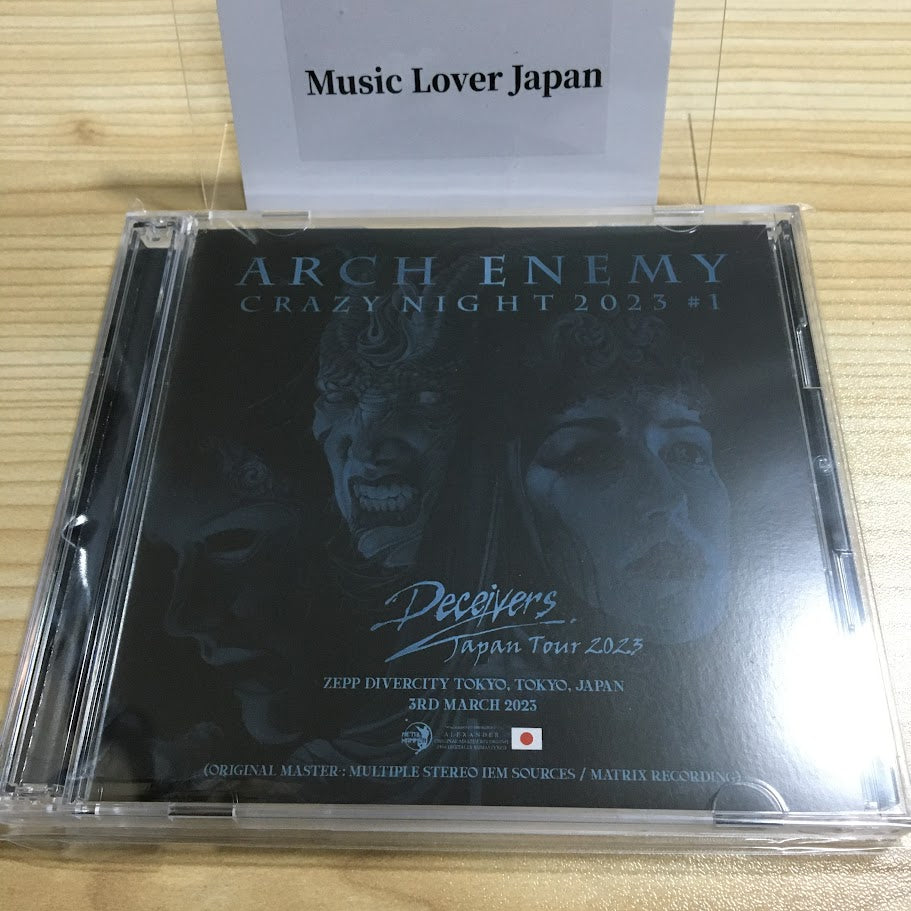 Music Lover Japan
ARCH ENEMY
CRAZY NIGHT 2023 #1
Deceivers
Japan Tour 2023
ZEPP DIVERCITY TOKYO, TOKYO, JAPAN
3RD MARCH 2023
ALEXANDER
(ORIGINAL MASTER: MULTIPLE STEREO IEM SOURCES / MATRIX RECORDING)